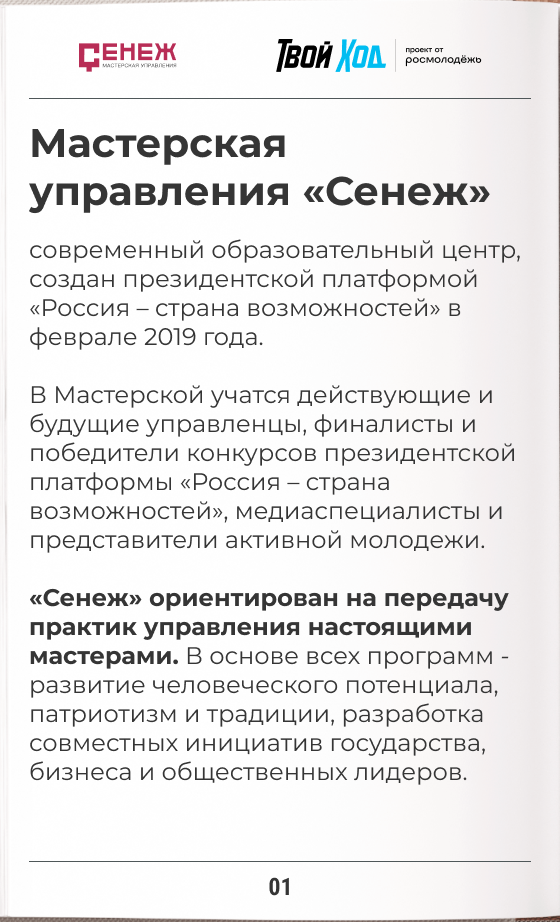 СЕНЕЖ
МАСТЕРСКАЯ УПРАВЛЕНИЯ
ТВОЙ ХОД
проект от
росмолодёжь
Мастерская
управления «Сенеж»
современный образовательный центр,
создан президентской платформой
«Россия – страна возможностей» в
феврале 2019 года.
В Мастерской учатся действующие и
будущие управленцы, финалисты и
победители конкурсов президентской
платформы «Россия – страна
возможностей», медиаспециалисты и
представители активной молодежи.
«Сенеж» ориентирован на передачу
практик управления настоящими
мастерами. В основе всех программ -
развитие человеческого потенциала,
патриотизм и традиции, разработка
совместных инициатив государства,
бизнеса и общественных лидеров.
01